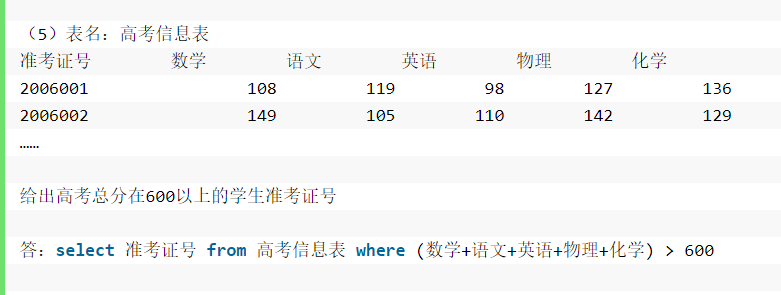 （5）表名：高考信息表
准考证号 数学 语文 英语 物理 化学
2006001 108 119 98 127 136
2006002 149 105 110 142 129
……
给出高考总分在600以上的学生准考证号
答：select 准考证号 from 高考信息表 where (数学+语文+英语+物理+化学) > 600